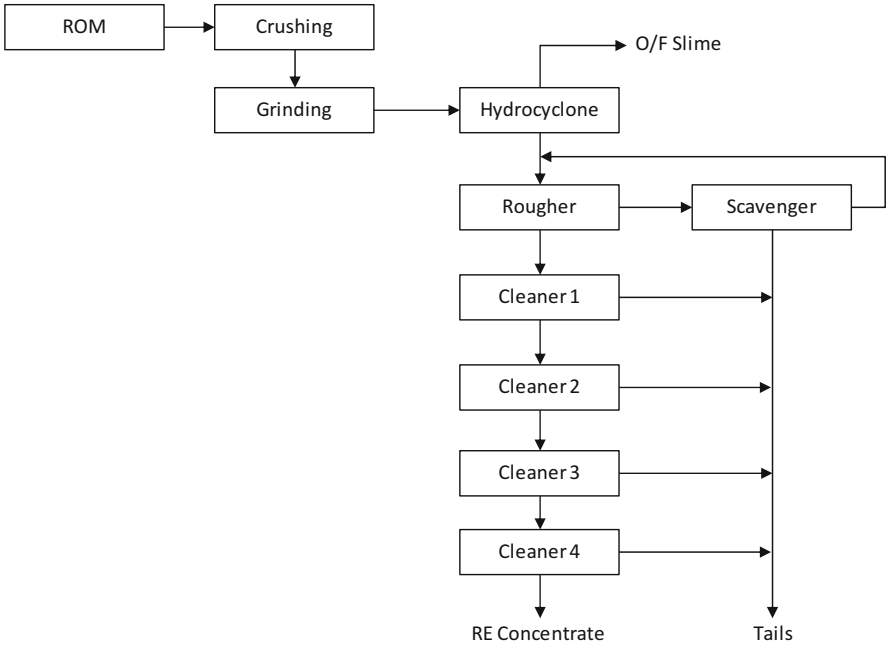 ROM
Crushing
O/F Slime
Grinding
Hydrocyclone
Rougher
Scavenger
Cleaner 1
Cleaner 2
Cleaner 3
Cleaner 4
RE Concentrate
Tails